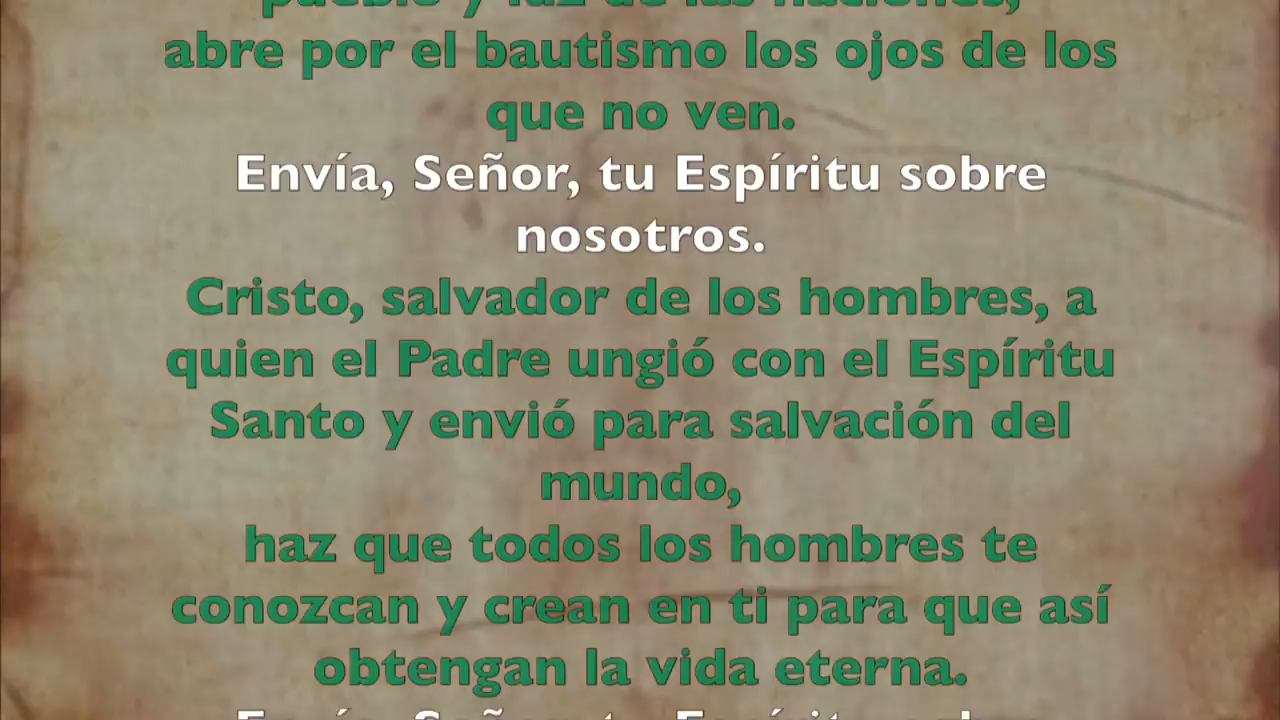 pueblo y luz de las naciones,
abre por el bautismo los ojos de los
que no ven.
Envía, Señor, tu Espíritu sobre
nosotros.
Cristo, salvador de los hombres, a
quien el Padre ungió con el Espíritu
Santo y envió para salvación del
mundo,
haz que todos los hombres te
conozcan y crean en ti para que así
obtengan la vida eterna.
Envía, Señor, tu Espíritu sobre